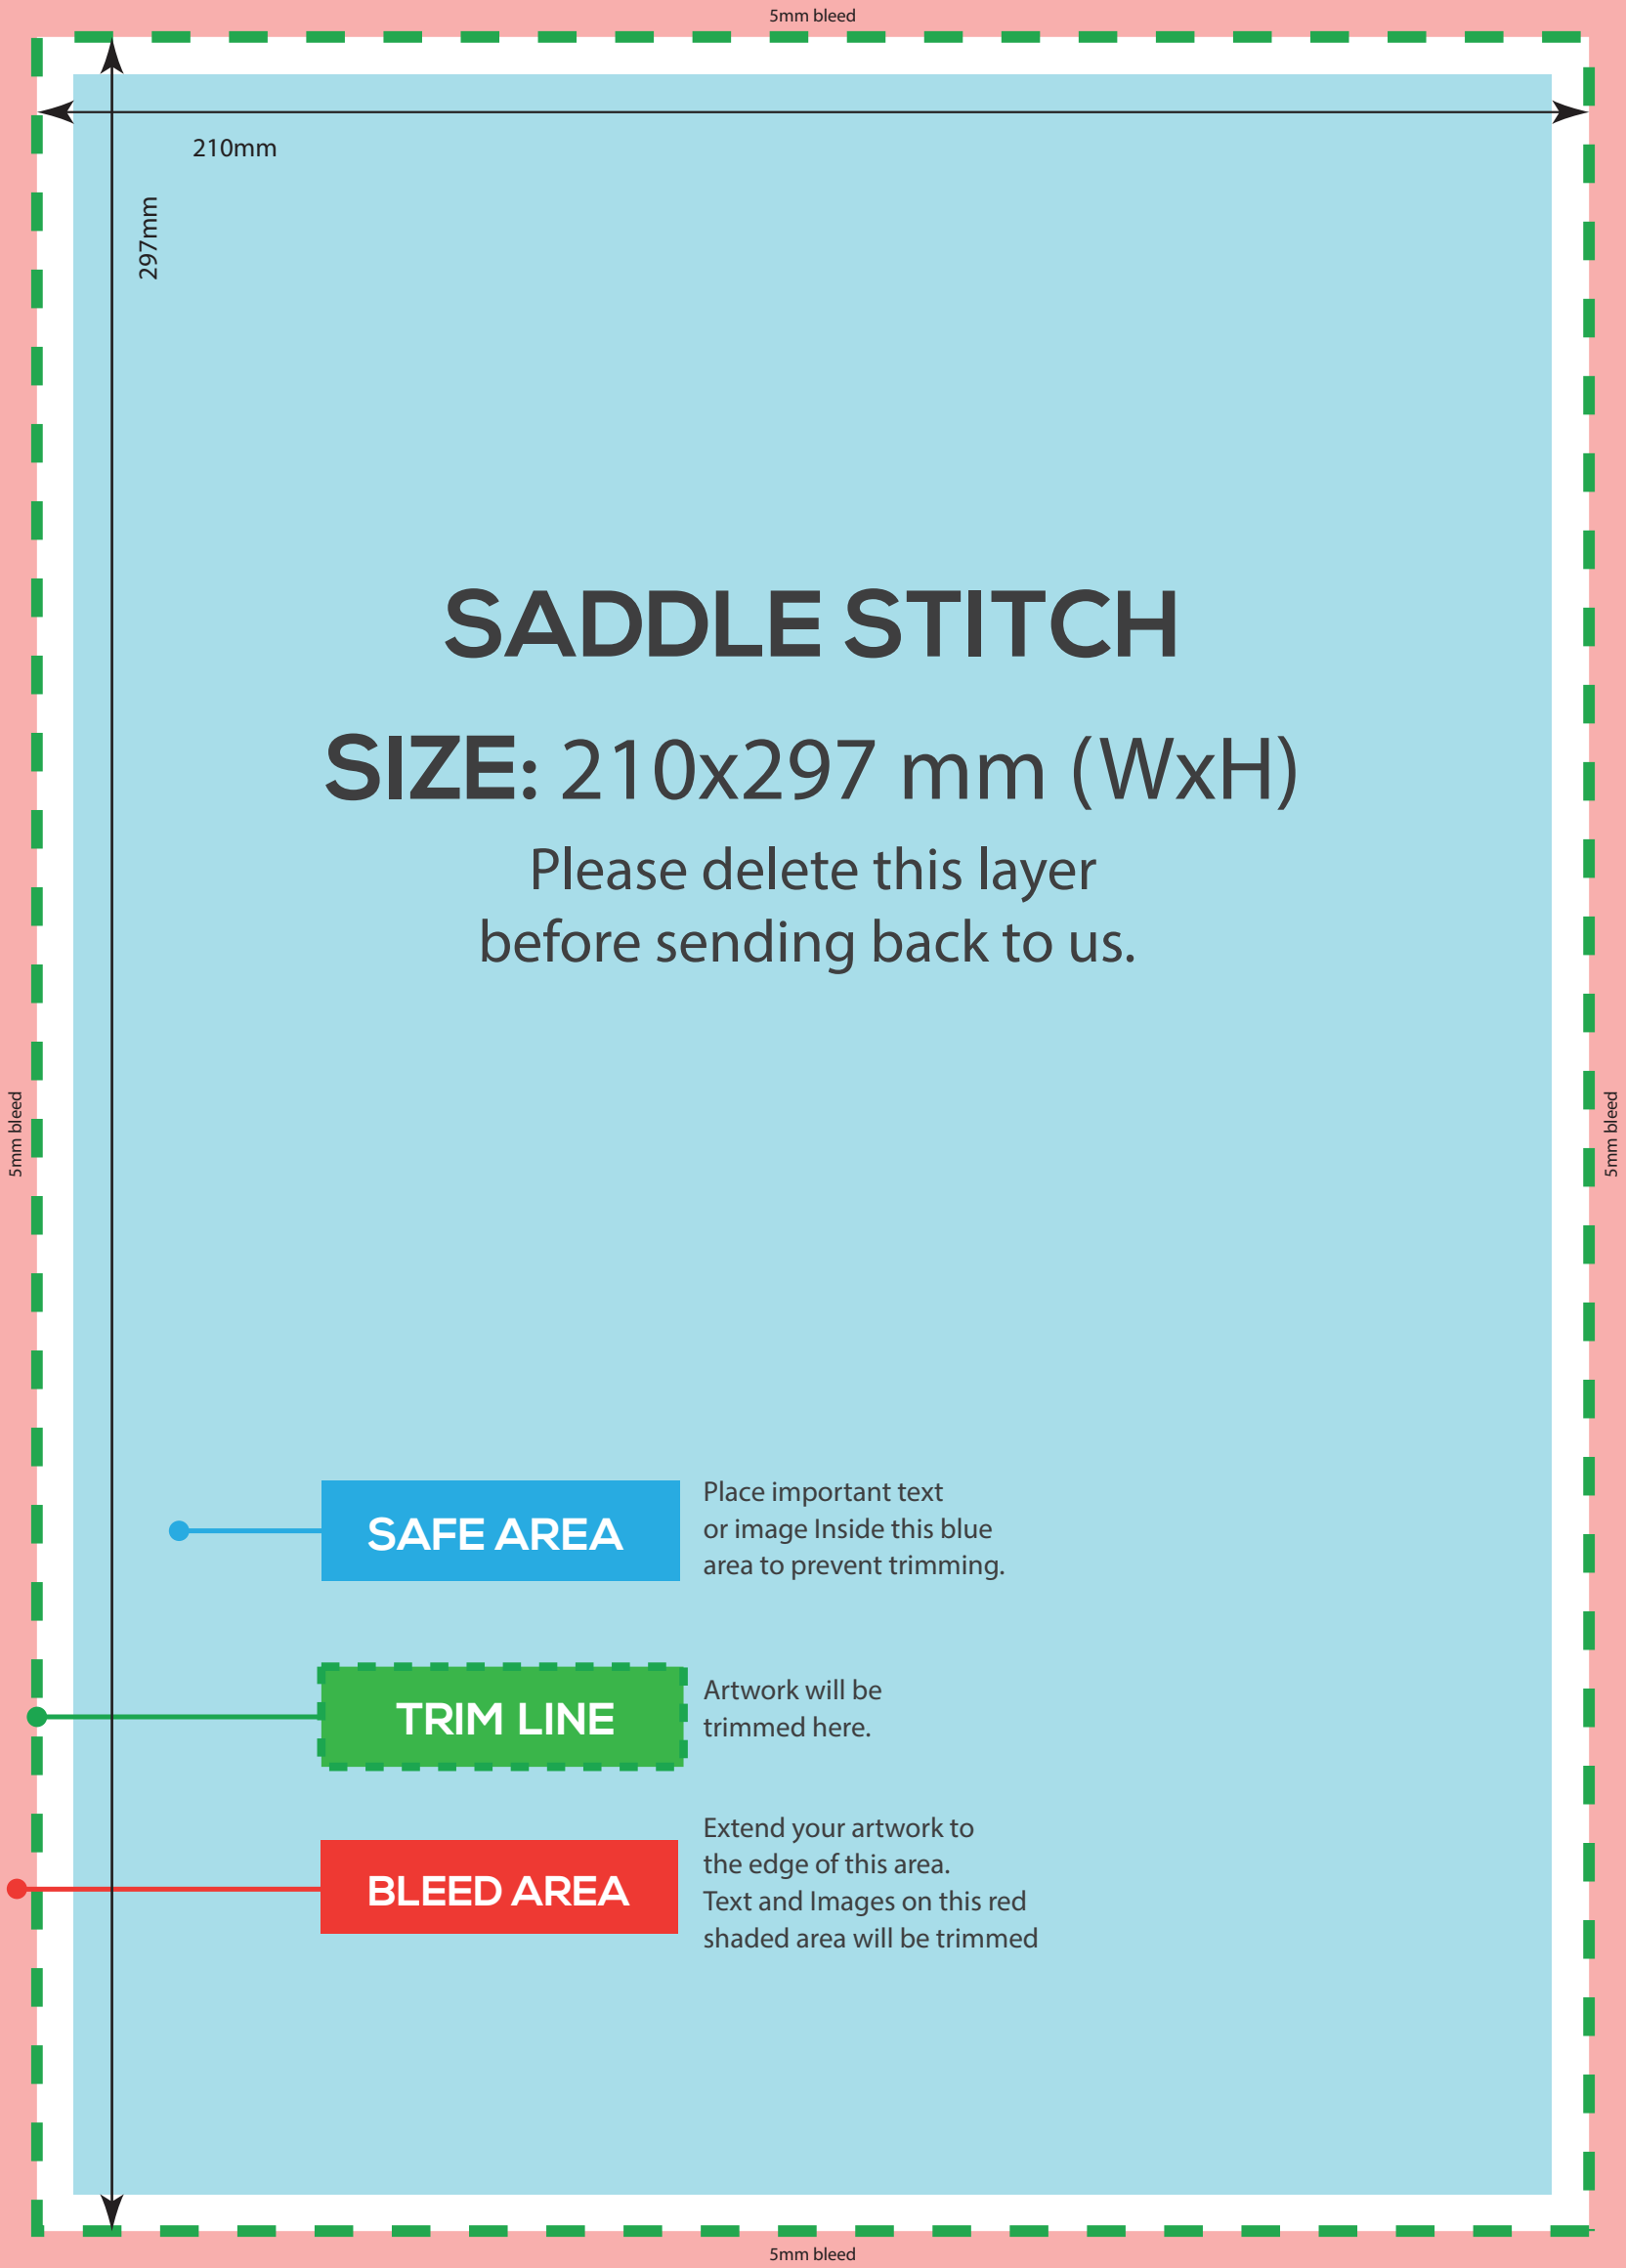 5mm bleed
210mm
297mm
SADDLE STITCH
SIZE: 210x297 mm (WxH)
Please delete this layer
before sending back to us.
5mm bleed
5mm bleed
SAFE AREA
Place important text
or image Inside this blue
area to prevent trimming.
TRIM LINE
Artwork will be
trimmed here.
BLEED AREA
Extend your artwork to
the edge of this area.
Text and Images on this red
shaded area will be trimmed
5mm bleed